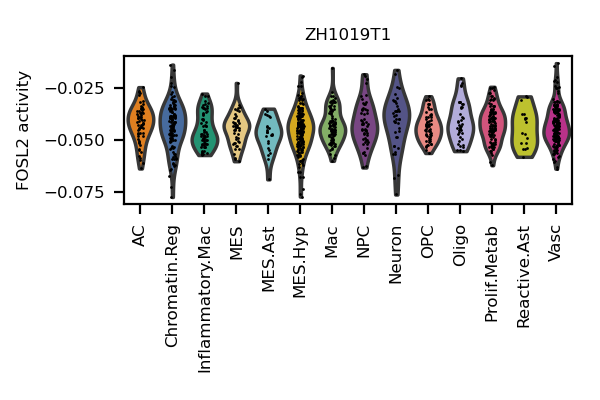 ZH1019T1
FOSL2 activity
−0.025
−0.050
−0.075
AC
Chromatin.Reg
Inflammatory.Mac
MES
MES.Ast
MES.Hyp
Mac
NPC
Neuron
OPC
Oligo
Prolif.Metab
Reactive.Ast
Vasc